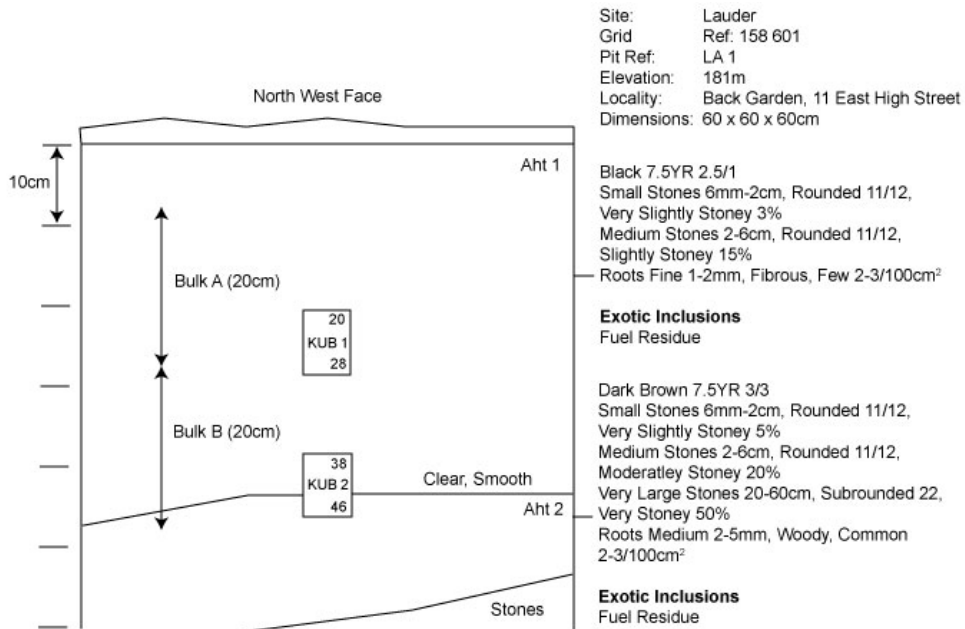 Site: Lauder
Grid Ref: 158 601
Pit Ref: LA 1
Elevation: 181m
Locality: Back Garden, 11 East High Street
Dimensions: 60 x 60 x 60cm
North West Face
10cm
Aht 1
Bulk A (20cm)
20
KUB 1
28
Bulk B (20cm)
38
KUB 2
46
Clear, Smooth
Aht 2
Stones
Black 7.5YR 2.5/1
Small Stones 6mm-2cm, Rounded 11/12,
Very Slightly Stoney 3%
Medium Stones 2-6cm, Rounded 11/12,
Slightly Stoney 15%
Roots Fine 1-2mm, Fibrous, Few 2-3/100cm²
Exotic Inclusions
Fuel Residue
Dark Brown 7.5YR 3/3
Small Stones 6mm-2cm, Rounded 11/12,
Very Slightly Stoney 5%
Medium Stones 2-6cm, Rounded 11/12,
Moderatley Stoney 20%
Very Large Stones 20-60cm, Subrounded 22,
Very Stoney 50%
Roots Medium 2-5mm, Woody, Common
2-3/100cm²
Exotic Inclusions
Fuel Residue